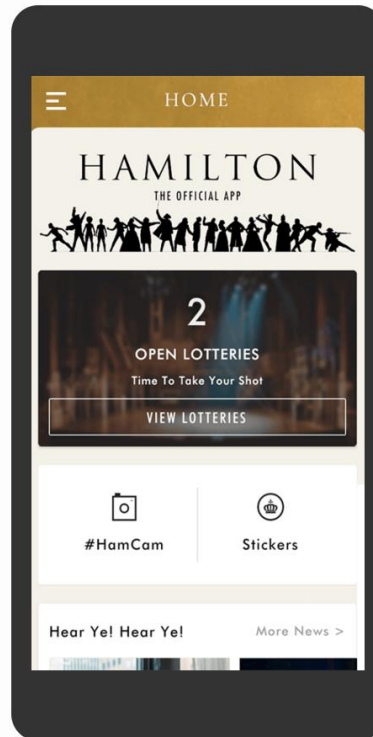 HOME
HAMILTON
THE OFFICIAL APP
2
OPEN LOTTERIES
Time To Take Your Shot
VIEW LOTTERIES
#HamCam
Stickers
Hear Ye! Hear Ye!
More News >